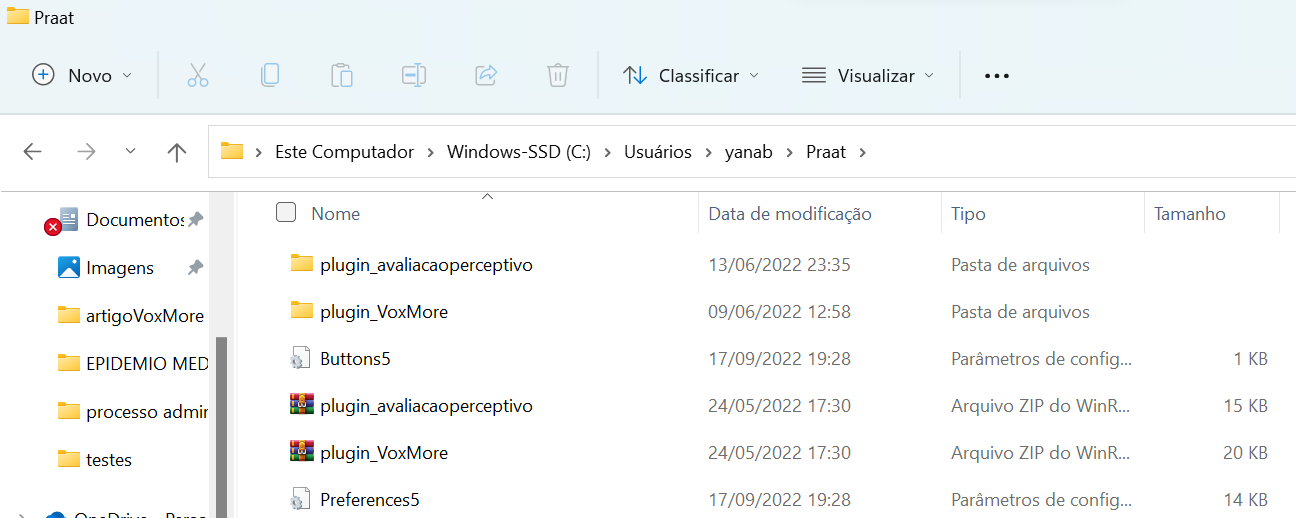 Praat
Novo Classificar Visualizar
Este Computador Windows-SSD (C:) Usuários yanab Praat
Nome Data de modificação Tipo Tamanho
Documentos
Imagens
artigoVoxMore
EPIDEMIO MED
processo admir
testes
plugin_avaliacaoperceptivo 13/06/2022 23:35 Pasta de arquivos
plugin_VoxMore 09/06/2022 12:58 Pasta de arquivos
Buttons5 17/09/2022 19:28 Parâmetros de config... 1 KB
plugin_avaliacaoperceptivo 24/05/2022 17:30 Arquivo ZIP do WinR... 15 KB
plugin_VoxMore 24/05/2022 17:30 Arquivo ZIP do WinR... 20 KB
Preferences5 17/09/2022 19:28 Parâmetros de config... 14 KB